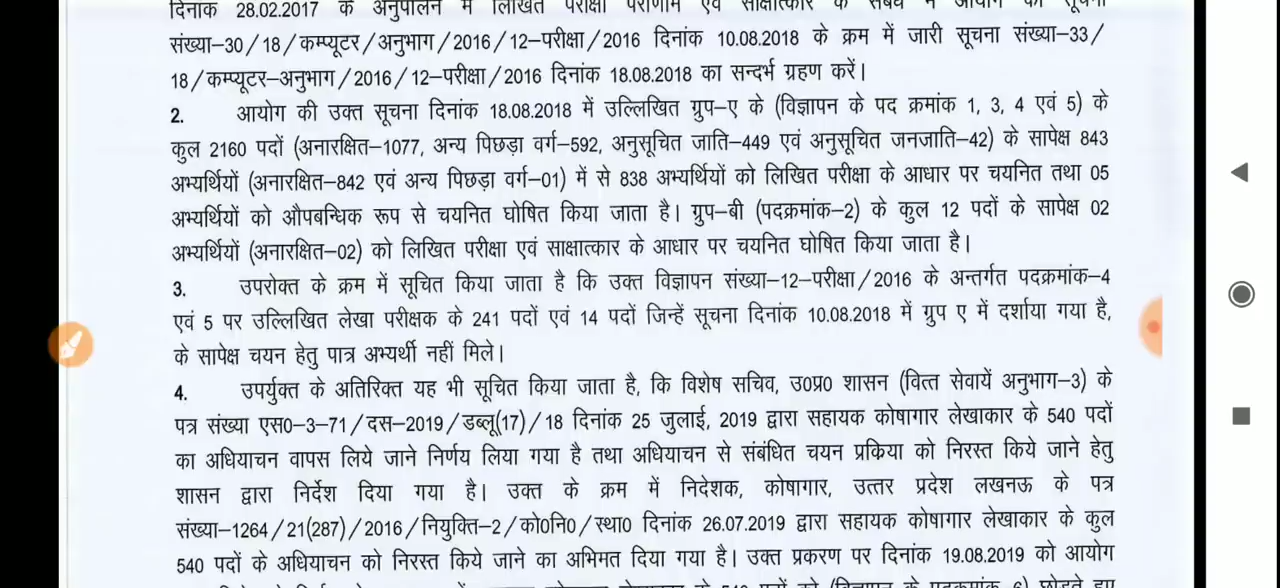 दिनांक 28.02.2017 के अनुपालन में लिखित परीक्षा परिणाम एवं साक्षात्कार के संबंध में आयोग की सूचना
संख्या–30/18/कम्प्यूटर/अनुभाग/2016/12–परीक्षा/2016 दिनांक 10.08.2018 के क्रम में जारी सूचना संख्या–33/
18/कम्प्यूटर–अनुभाग/2016/12–परीक्षा/2016 दिनांक 18.08.2018 का सन्दर्भ ग्रहण करें।
2. आयोग की उक्त सूचना दिनांक 18.08.2018 में उल्लिखित ग्रुप–ए के (विज्ञापन के पद क्रमांक 1, 3, 4 एवं 5) के
कुल 2160 पदों (अनारक्षित–1077, अन्य पिछड़ा वर्ग–592, अनुसूचित जाति–449 एवं अनुसूचित जनजाति–42) के सापेक्ष 843
अभ्यर्थियों (अनारक्षित–842 एवं अन्य पिछड़ा वर्ग–01) में से 838 अभ्यर्थियों को लिखित परीक्षा के आधार पर चयनित तथा 05
अभ्यर्थियों को औपबन्धिक रूप से चयनित घोषित किया जाता है। ग्रुप–बी (पदक्रमांक–2) के कुल 12 पदों के सापेक्ष 02
अभ्यर्थियों (अनारक्षित–02) को लिखित परीक्षा एवं साक्षात्कार के आधार पर चयनित घोषित किया जाता है।
3. उपरोक्त के क्रम में सूचित किया जाता है कि उक्त विज्ञापन संख्या–12–परीक्षा/2016 के अन्तर्गत पदक्रमांक–4
एवं 5 पर उल्लिखित लेखा परीक्षक के 241 पदों एवं 14 पदों जिन्हें सूचना दिनांक 10.08.2018 में ग्रुप ए में दर्शाया गया है,
के सापेक्ष चयन हेतु पात्र अभ्यर्थी नहीं मिले।
4. उपर्युक्त के अतिरिक्त यह भी सूचित किया जाता है, कि विशेष सचिव, उ0प्र0 शासन (वित्त सेवायें अनुभाग–3) के
पत्र संख्या एस0–3–71/दस–2019/डब्लू(17)/18 दिनांक 25 जुलाई, 2019 द्वारा सहायक कोषागार लेखाकार के 540 पदों
का अधियाचन वापस लिये जाने निर्णय लिया गया है तथा अधियाचन से संबंधित चयन प्रकिया को निरस्त किये जाने हेतु
शासन द्वारा निर्देश दिया गया है। उक्त के क्रम में निदेशक, कोषागार, उत्तर प्रदेश लखनऊ के पत्र
संख्या–1264/21(287)/2016/नियुक्ति–2/को0नि0/स्था0 दिनांक 26.07.2019 द्वारा सहायक कोषागार लेखाकार के कुल
540 पदों के अधियाचन को निरस्त किये जाने का अभिमत दिया गया है। उक्त प्रकरण पर दिनांक 19.08.2019 को आयोग